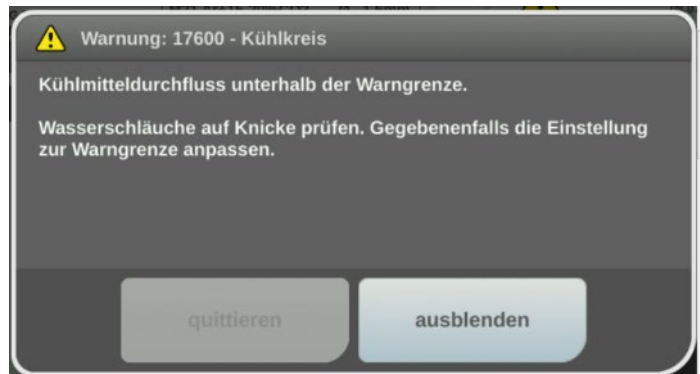 Warnung: 17600 - Kühlkreis
Kühlmitteldurchfluss unterhalb der Warngrenze.
Wasserschläuche auf Knicke prüfen. Gegebenenfalls die Einstellung
zur Warngrenze anpassen.
quittieren
ausblenden